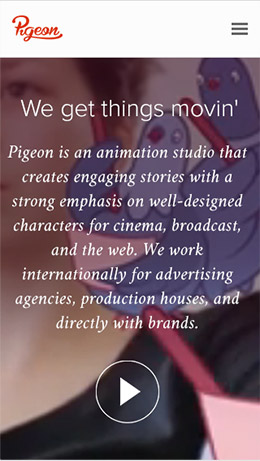 Pigeon
We get things movin'
Pigeon is an animation studio that
creates engaging stories with a
strong emphasis on well-designed
characters for cinema, broadcast,
and the web. We work
internationally for advertising
agencies, production houses, and
directly with brands.